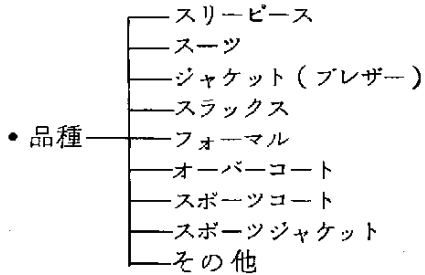 スリーピース
スーツ
ジャケット(ブレザー)
スラックス
• 品種 フォーマル
オーバーコート
スポーツコート
スポーツジャケット
その他